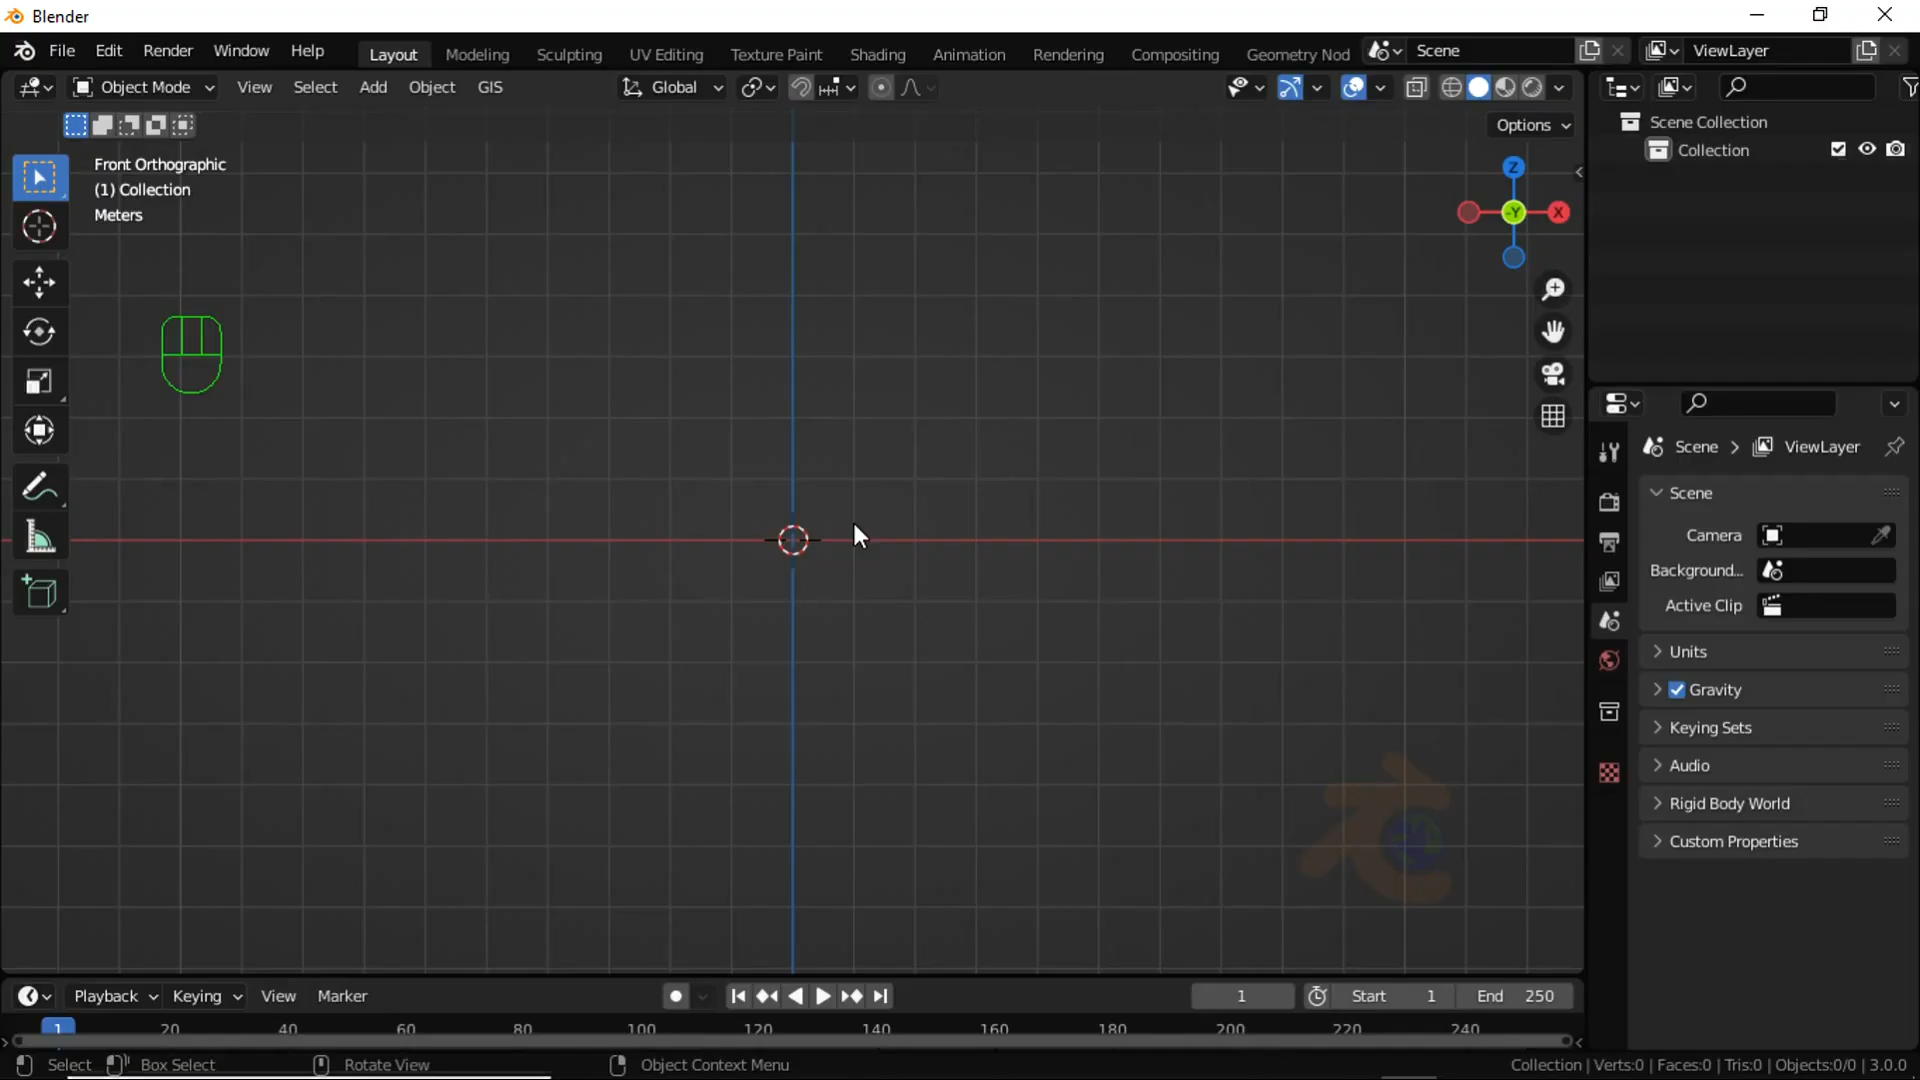 Blender
File Edit Render Window Help Layout Modeling Sculpting UV Editing Texture Paint Shading Animation Rendering Compositing Geometry Nod Scene ViewLayer
Object Mode View Select Add Object GIS Global
Options
Front Orthographic
(1) Collection
Meters
Z
-Y
X
Scene Collection
Collection
Scene ViewLayer
Scene
Camera
Background...
Active Clip
Units
Gravity
Keying Sets
Audio
Rigid Body World
Custom Properties
Playback Keying View Marker 1 Start 1 End 250
1 20 40 60 80 100 120 140 160 180 200 220 240
Select Box Select Rotate View Object Context Menu Collection | Verts:0 | Faces:0 | Tris:0 | Objects:0/0 | 3.0.0